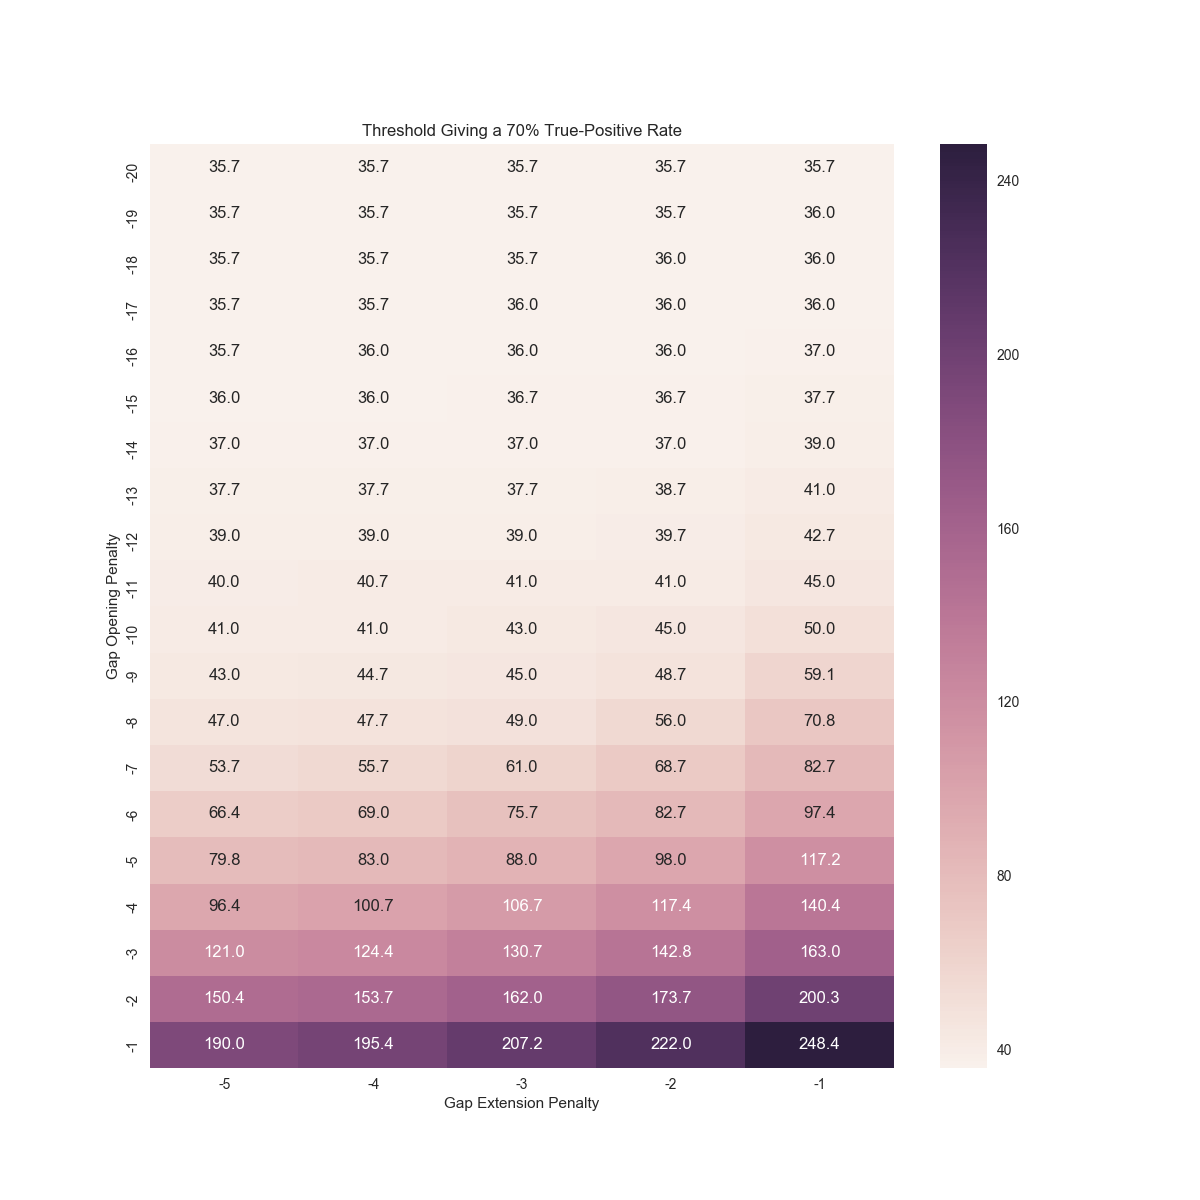 Threshold Giving a 70% True-Positive Rate
Gap Opening Penalty
-20 35.7 35.7 35.7 35.7 35.7
-19 35.7 35.7 35.7 35.7 36.0
-18 35.7 35.7 35.7 36.0 36.0
-17 35.7 35.7 36.0 36.0 36.0
-16 35.7 36.0 36.0 36.0 37.0
-15 36.0 36.0 36.7 36.7 37.7
-14 37.0 37.0 37.0 37.0 39.0
-13 37.7 37.7 37.7 38.7 41.0
-12 39.0 39.0 39.0 39.7 42.7
-11 40.0 40.7 41.0 41.0 45.0
-10 41.0 41.0 43.0 45.0 50.0
-9 43.0 44.7 45.0 48.7 59.1
-8 47.0 47.7 49.0 56.0 70.8
-7 53.7 55.7 61.0 68.7 82.7
-6 66.4 69.0 75.7 82.7 97.4
-5 79.8 83.0 88.0 98.0 117.2
-4 96.4 100.7 106.7 117.4 140.4
-3 121.0 124.4 130.7 142.8 163.0
-2 150.4 153.7 162.0 173.7 200.3
-1 190.0 195.4 207.2 222.0 248.4
-5 -4 -3 -2 -1
Gap Extension Penalty
240
200
160
120
80
40